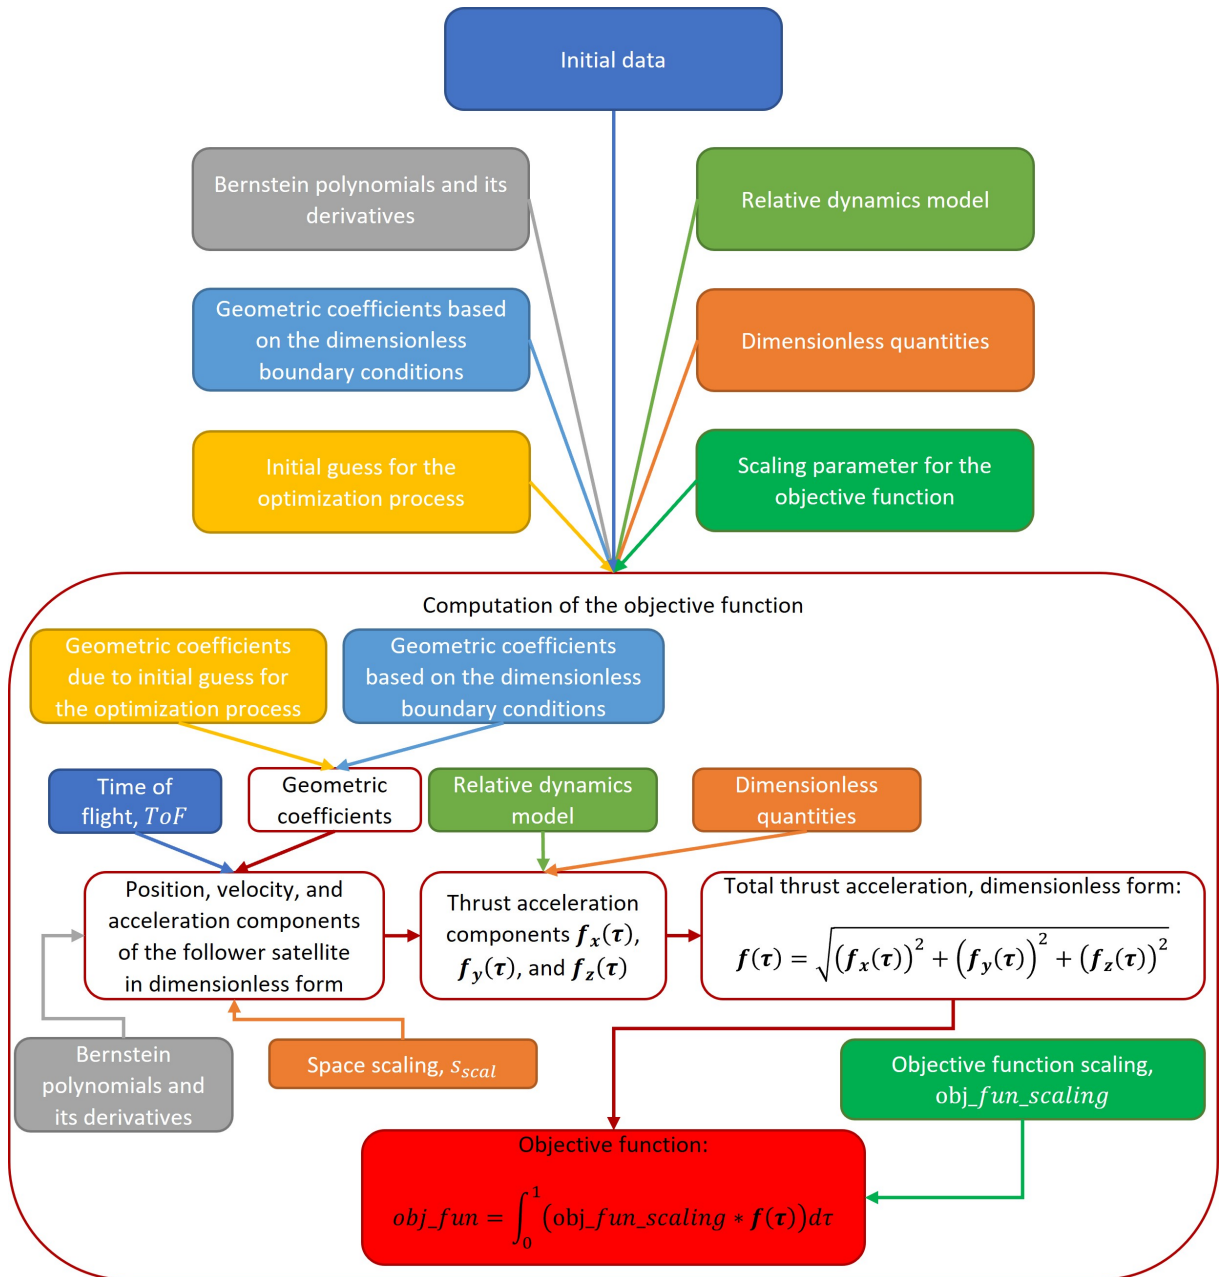 Initial data
Bernstein polynomials and its
derivatives
Relative dynamics model
Geometric coefficients based
on the dimensionless
boundary conditions
Dimensionless quantities
Initial guess for the
optimization process
Scaling parameter for the
objective function
Computation of the objective function
Geometric coefficients
due to initial guess for
the optimization process
Geometric coefficients
based on the dimensionless
boundary conditions
Time of
flight, ToF
Geometric
coefficients
Relative dynamics
model
Dimensionless
quantities
Position, velocity, and
acceleration components
of the follower satellite
in dimensionless form
Thrust acceleration
components f_x(τ),
f_y(τ), and f_z(τ)
Total thrust acceleration, dimensionless form:
f(τ) = √((f_x(τ))² + (f_y(τ))² + (f_z(τ))²)
Bernstein
polynomials and
its derivatives
Space scaling, s_scal
Objective function scaling,
obj_fun_scaling
Objective function:
obj_fun = ∫₀¹(obj_fun_scaling * f(τ))dτ